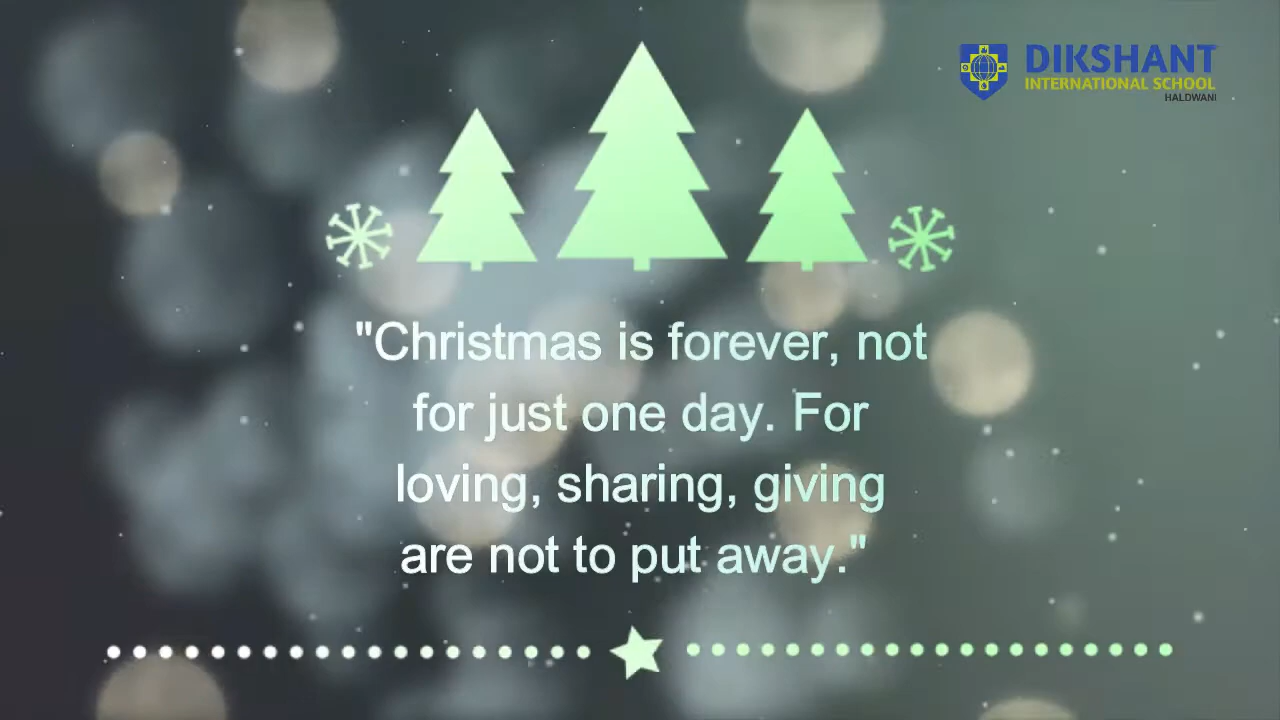 DIKSHANT
INTERNATIONAL SCHOOL
HALDWANI
"Christmas is forever, not
for just one day. For
loving, sharing, giving
are not to put away."